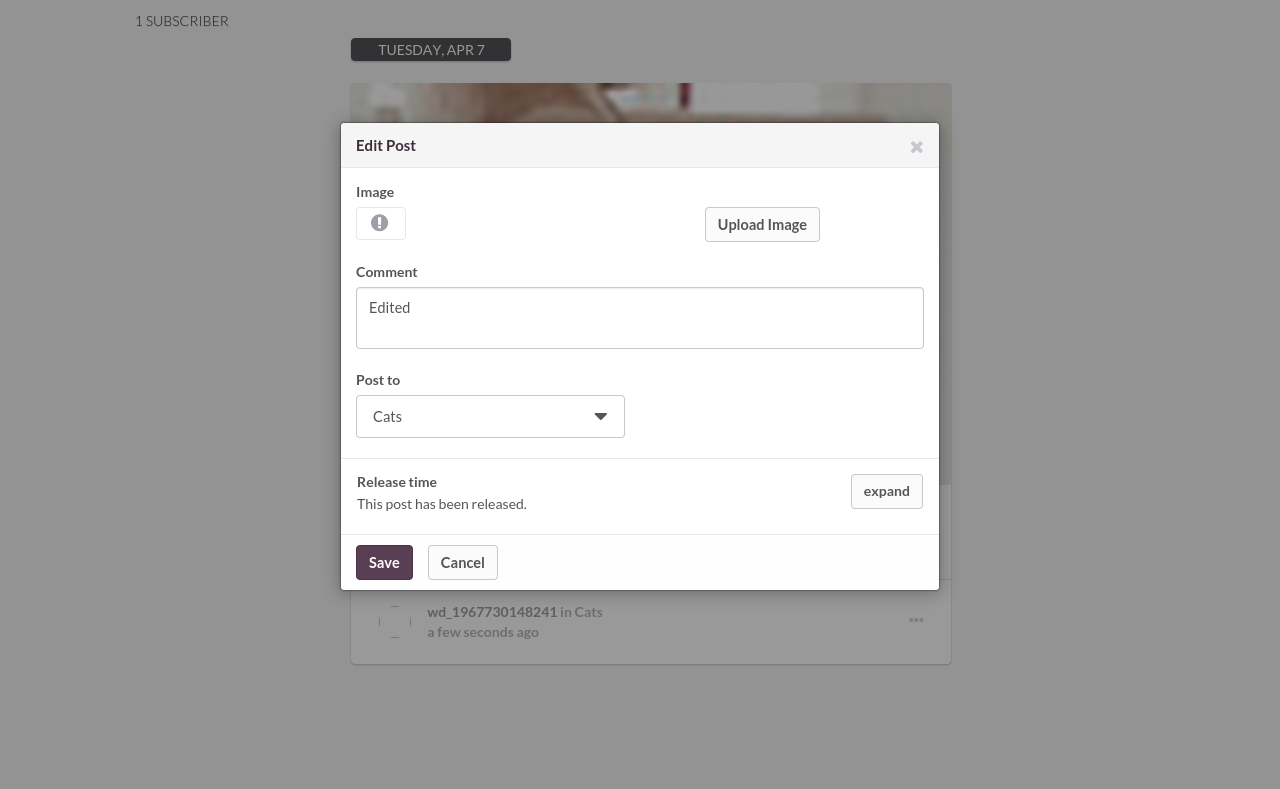 1 SUBSCRIBER
TUESDAY, APR 7
Edit Post
Image
Upload Image
Comment
Edited
Post to
Cats
Release time
This post has been released.
expand
Save
Cancel
wd_1967730148241 in Cats
a few seconds ago